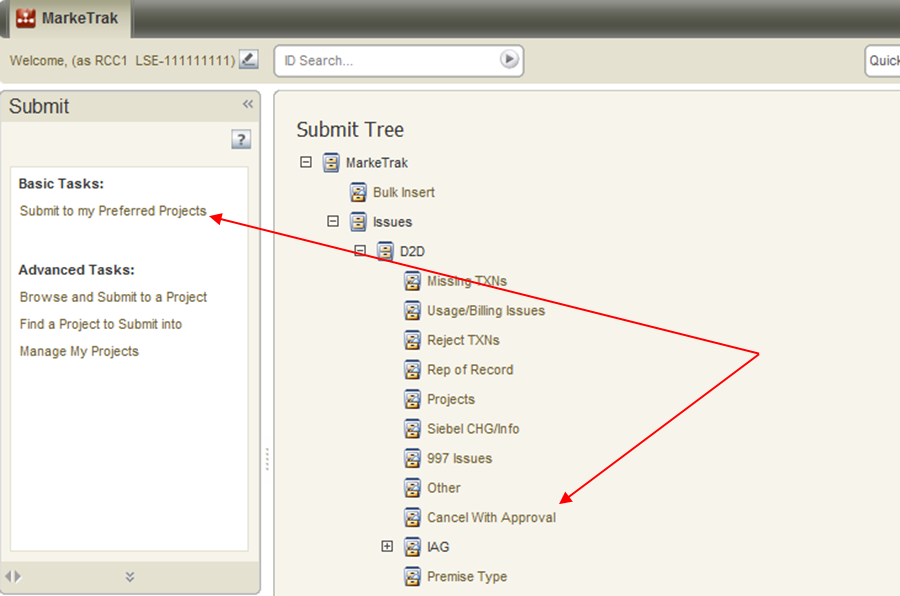 MarkeTrak
Welcome, (as RCC1 LSE-111111111)
ID Search...
Quick
Submit
?
Basic Tasks:
Submit to my Preferred Projects
Advanced Tasks:
Browse and Submit to a Project
Find a Project to Submit into
Manage My Projects
Submit Tree
MarkeTrak
Bulk Insert
Issues
D2D
Missing TXNs
Usage/Billing Issues
Reject TXNs
Rep of Record
Projects
Siebel CHG/Info
997 Issues
Other
Cancel With Approval
IAG
Premise Type